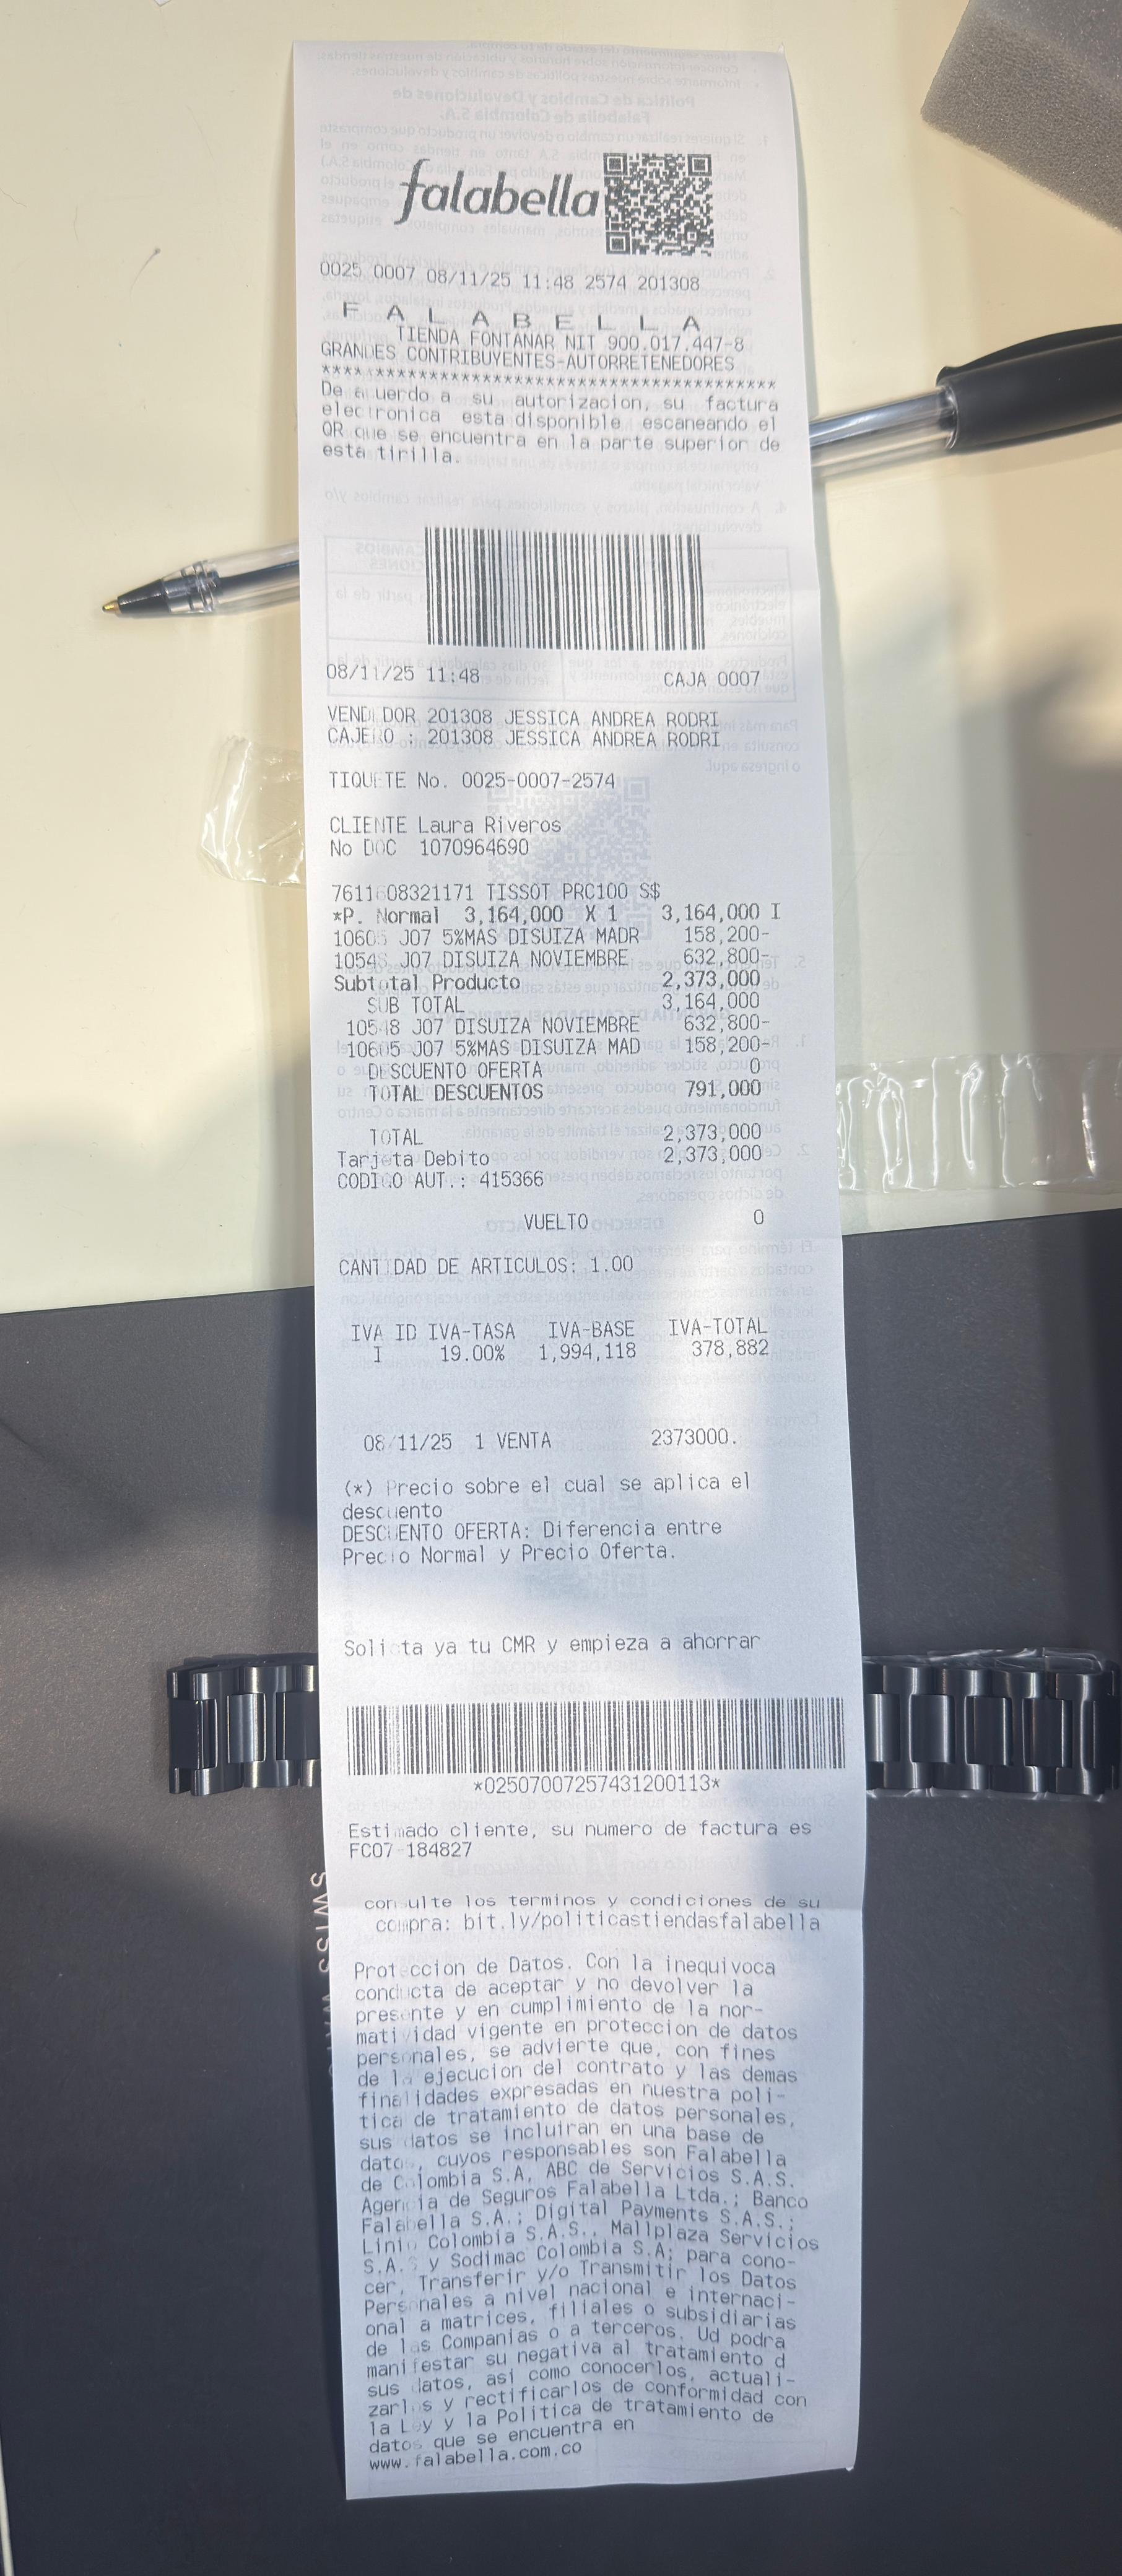 falabella
0025 0007 08/11/25 11:48 2574 201308
F A L A B E L L A
TIENDA FONTANAR NIT 900.017.447-8
GRANDES CONTRIBUYENTES-AUTORRETENEDORES
*******************************************
De acuerdo a su autorizacion, su factura
electronica esta disponible escaneando el
QR que se encuentra en la parte superior de
esta tirilla.
08/11/25 11:48 CAJA 0007
VENDEDOR 201308 JESSICA ANDREA RODRI
CAJERO : 201308 JESSICA ANDREA RODRI
TIQUETE No. 0025-0007-2574
CLIENTE Laura Riveros
No DOC 1070964690
7611608321171 TISSOT PRC100 S$
*P. Normal 3,164,000 X 1 3,164,000 I
10605 J07 5%MAS DISUIZA MADR 158,200-
10548 J07 DISUIZA NOVIEMBRE 632,800-
Subtotal Producto 2,373,000
SUB TOTAL 3,164,000
10548 J07 DISUIZA NOVIEMBRE 632,800-
10605 J07 5%MAS DISUIZA MAD 158,200-
DESCUENTO OFERTA 0
TOTAL DESCUENTOS 791,000
TOTAL 2,373,000
Tarjeta Debito 2,373,000
CODIGO AUT.: 415366
VUELTO 0
CANTIDAD DE ARTICULOS: 1.00
IVA ID IVA-TASA IVA-BASE IVA-TOTAL
I 19.00% 1,994,118 378,882
08/11/25 1 VENTA 2373000.
(*) Precio sobre el cual se aplica el
descuento
DESCUENTO OFERTA: Diferencia entre
Precio Normal y Precio Oferta.
Solicita ya tu CMR y empieza a ahorrar
*02507007257431200113*
Estimado cliente, su numero de factura es
FC07-184827
consulte los terminos y condiciones de su
compra: bit.ly/politicastiendasfalabella
Proteccion de Datos. Con la inequivoca
conducta de aceptar y no devolver la
presente y en cumplimiento de la nor-
matividad vigente en proteccion de datos
personales, se advierte que, con fines
de la ejecucion del contrato y las demas
finalidades expresadas en nuestra poli-
tica de tratamiento de datos personales,
sus datos se incluiran en una base de
datos, cuyos responsables son Falabella
de Colombia S.A, ABC de Servicios S.A.S.
Agencia de Seguros Falabella Ltda.; Banco
Falabella S.A.; Digital Payments S.A.S.;
Linio Colombia S.A.S., Mallplaza Servicios
S.A.S y Sodimac Colombia S.A; para cono-
cer, Transferir y/o Transmitir los Datos
Personales a nivel nacional e internaci-
onal a matrices, filiales o subsidiarias
de las Companias o a terceros. Ud podra
manifestar su negativa al tratamiento d
sus datos, asi como conocerlos, actuali-
zarlos y rectificarlos de conformidad con
la Ley y la Politica de tratamiento de
datos que se encuentra en
www.falabella.com.co
SWISS